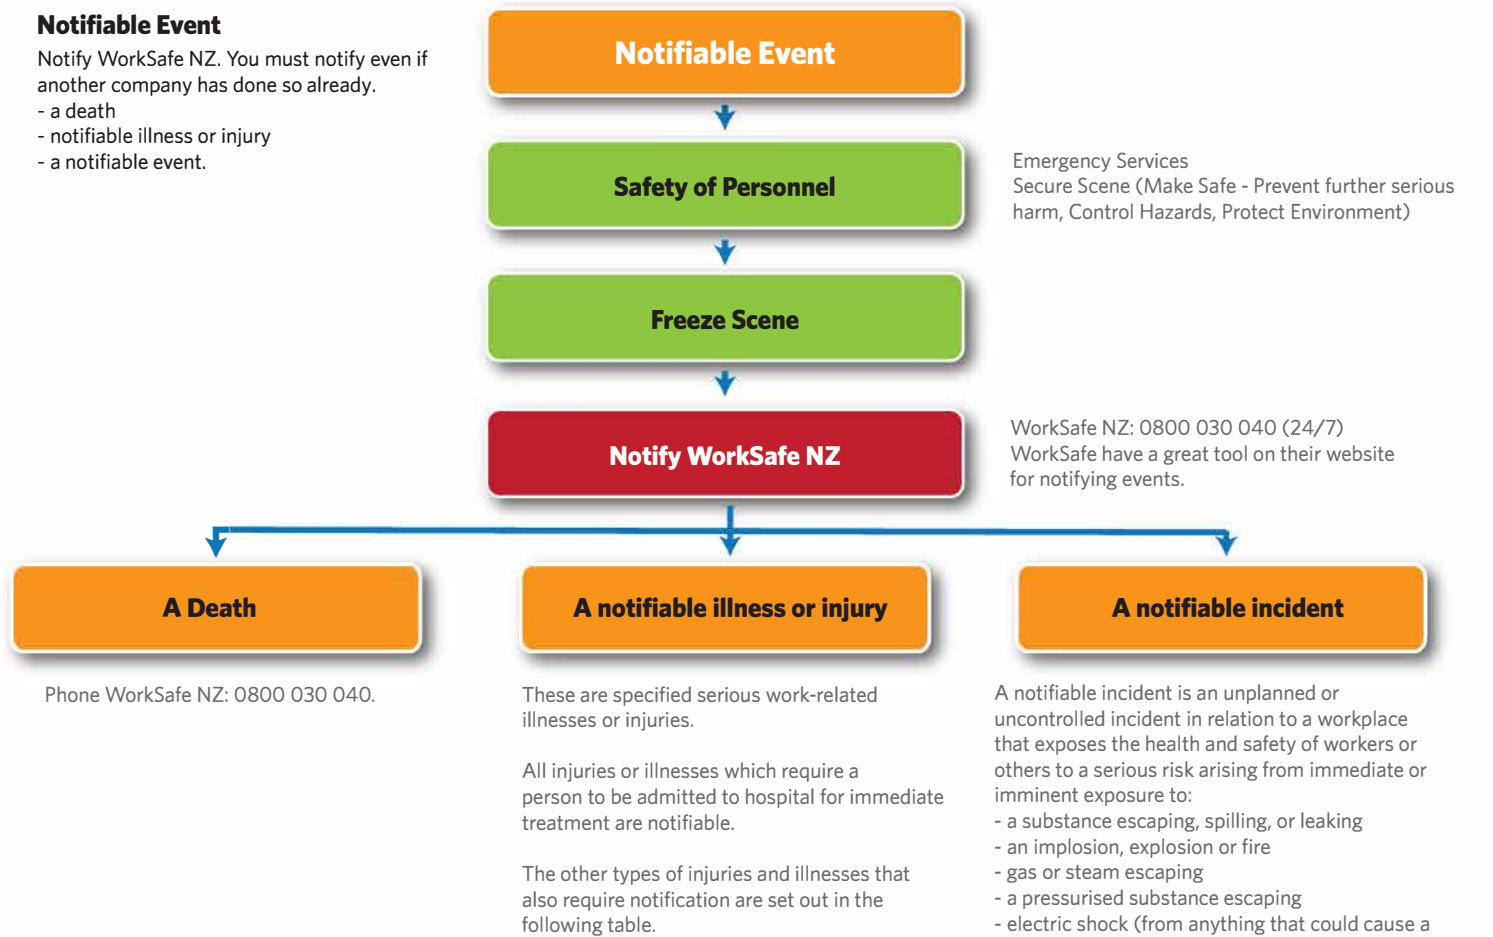 Notifiable Event
Notify WorkSafe NZ. You must notify even if
another company has done so already.
- a death
- notifiable illness or injury
- a notifiable event.
Notifiable Event
Safety of Personnel
Emergency Services
Secure Scene (Make Safe - Prevent further serious
harm, Control Hazards, Protect Environment)
Freeze Scene
Notify WorkSafe NZ
WorkSafe NZ: 0800 030 040 (24/7)
WorkSafe have a great tool on their website
for notifying events.
A Death
Phone WorkSafe NZ: 0800 030 040.
A notifiable illness or injury
These are specified serious work-related
illnesses or injuries.
All injuries or illnesses which require a
person to be admitted to hospital for immediate
treatment are notifiable.
The other types of injuries and illnesses that
also require notification are set out in the
following table.
A notifiable incident
A notifiable incident is an unplanned or
uncontrolled incident in relation to a workplace
that exposes the health and safety of workers or
others to a serious risk arising from immediate or
imminent exposure to:
- a substance escaping, spilling, or leaking
- an implosion, explosion or fire
- gas or steam escaping
- a pressurised substance escaping
- electric shock (from anything that could cause a